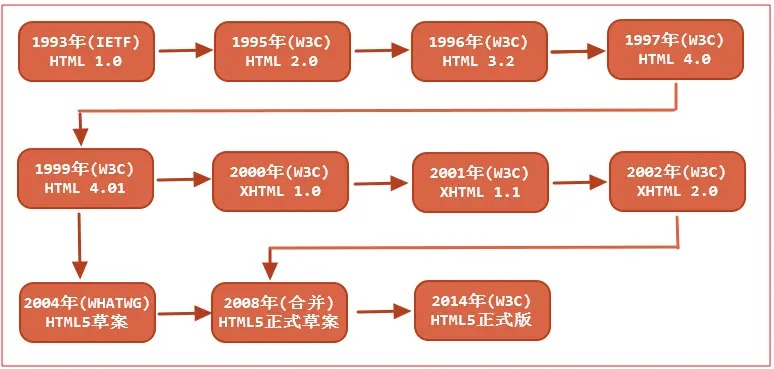 1993年(IETF)
HTML 1.0
1995年(W3C)
HTML 2.0
1996年(W3C)
HTML 3.2
1997年(W3C)
HTML 4.0
1999年(W3C)
HTML 4.01
2000年(W3C)
XHTML 1.0
2001年(W3C)
XHTML 1.1
2002年(W3C)
XHTML 2.0
2004年(WHATWG)
HTML5草案
2008年(合并)
HTML5正式草案
2014年(W3C)
HTML5正式版